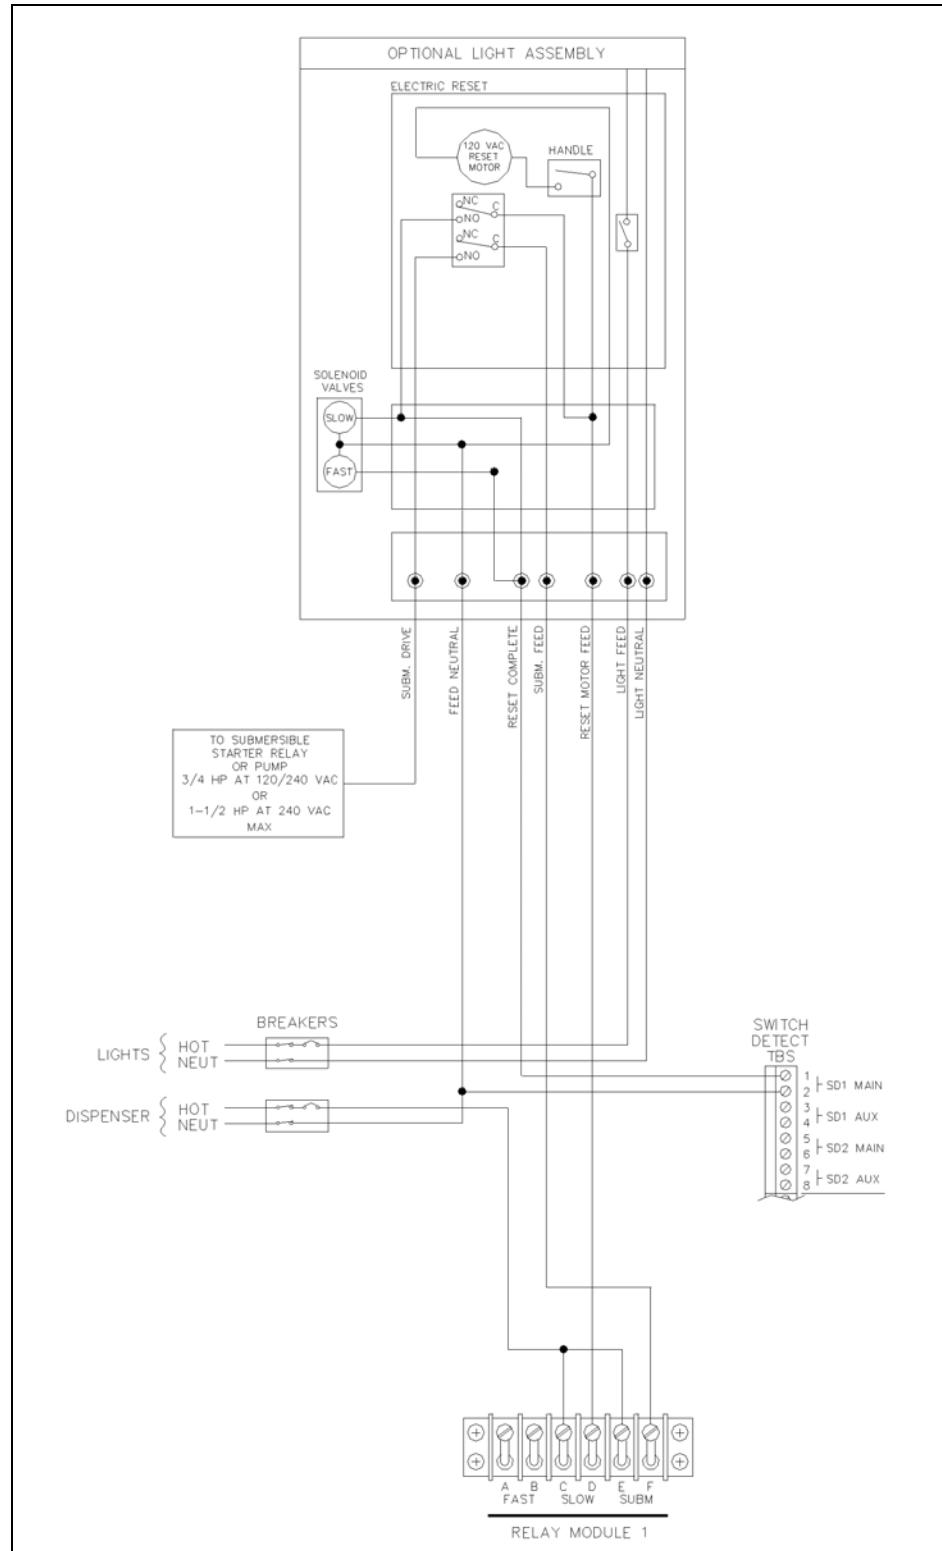 OPTIONAL LIGHT ASSEMBLY
ELECTRIC RESET
120 VAC
RESET
MOTOR
HANDLE
NC
C
NO
NC
C
NO
SOLENOID
VALVES
SLOW
FAST
SUBM. DRIVE
FEED NEUTRAL
RESET COMPLETE
SUBM. FEED
RESET MOTOR FEED
LIGHT FEED
LIGHT NEUTRAL
TO SUBMERSIBLE
STARTER RELAY
OR PUMP
3/4 HP AT 120/240 VAC
OR
1-1/2 HP AT 240 VAC
MAX
BREAKERS
LIGHTS
HOT
NEUT
DISPENSER
HOT
NEUT
SWITCH
DETECT
TBS
1
2
SD1 MAIN
3
4
SD1 AUX
5
6
SD2 MAIN
7
8
SD2 AUX
A B C D E F
FAST SLOW SUBM
RELAY MODULE 1